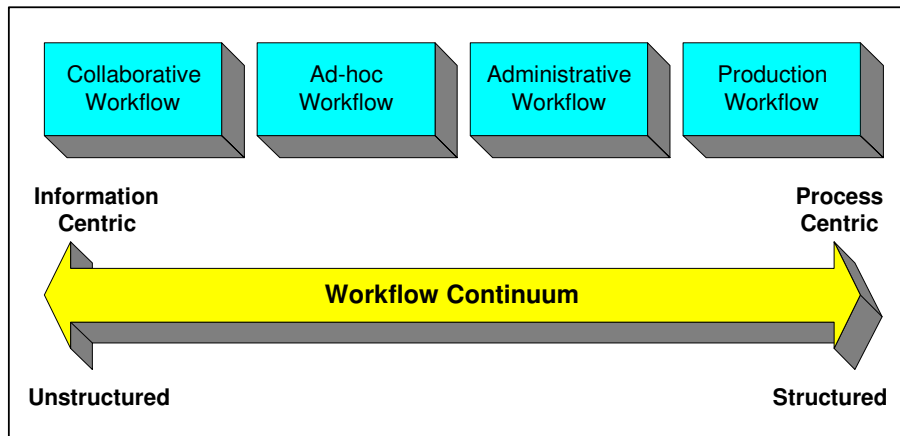 Collaborative
Workflow
Ad-hoc
Workflow
Administrative
Workflow
Production
Workflow
Information
Centric
Process
Centric
Workflow Continuum
Unstructured
Structured